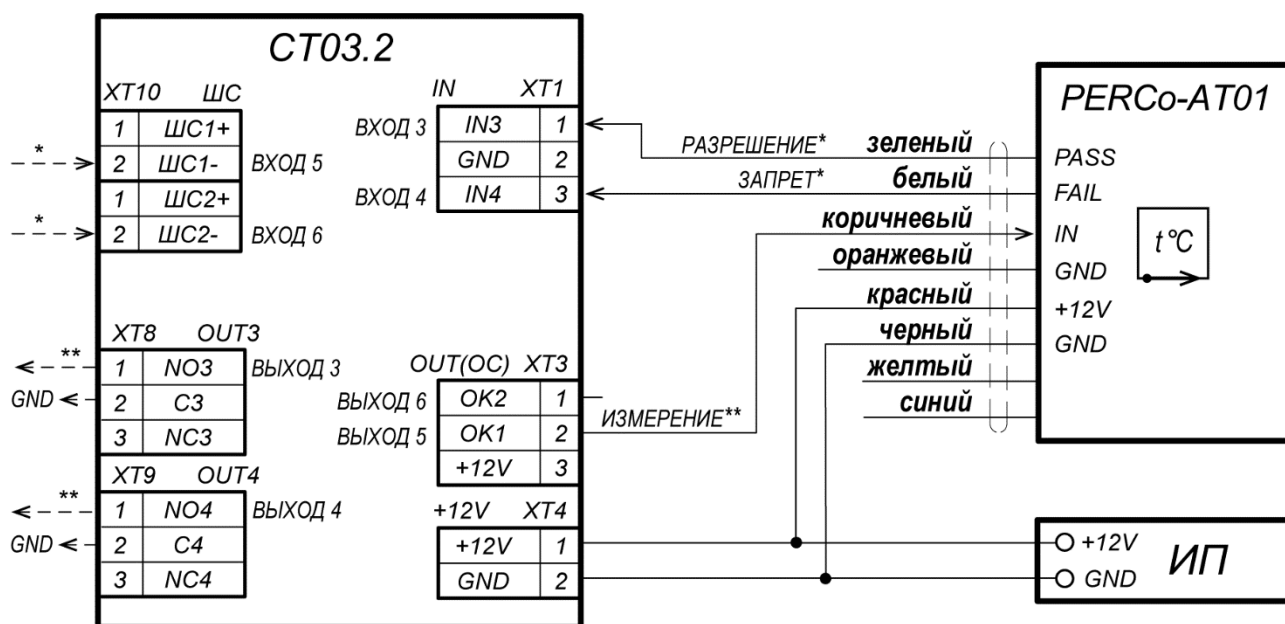 CT03.2
XT10 ШС
1 ШС1+
* 2 ШС1- ВХОД 5
1 ШС2+
* 2 ШС2- ВХОД 6
XT8 OUT3
** 1 NO3 ВЫХОД 3
GND 2 C3
3 NC3
XT9 OUT4
** 1 NO4 ВЫХОД 4
GND 2 C4
3 NC4
IN XT1
ВХОД 3 IN3 1
GND 2
ВХОД 4 IN4 3
OUT(OC) XT3
ВЫХОД 6 OK2 1
ВЫХОД 5 OK1 2
+12V 3
+12V XT4
+12V 1
GND 2
РАЗРЕШЕНИЕ*
ЗАПРЕТ*
ИЗМЕРЕНИЕ**
зеленый
белый
коричневый
оранжевый
красный
черный
желтый
синий
PERCo-AT01
PASS
FAIL
IN
GND
+12V
GND
t°C
+12V
GND
ИП